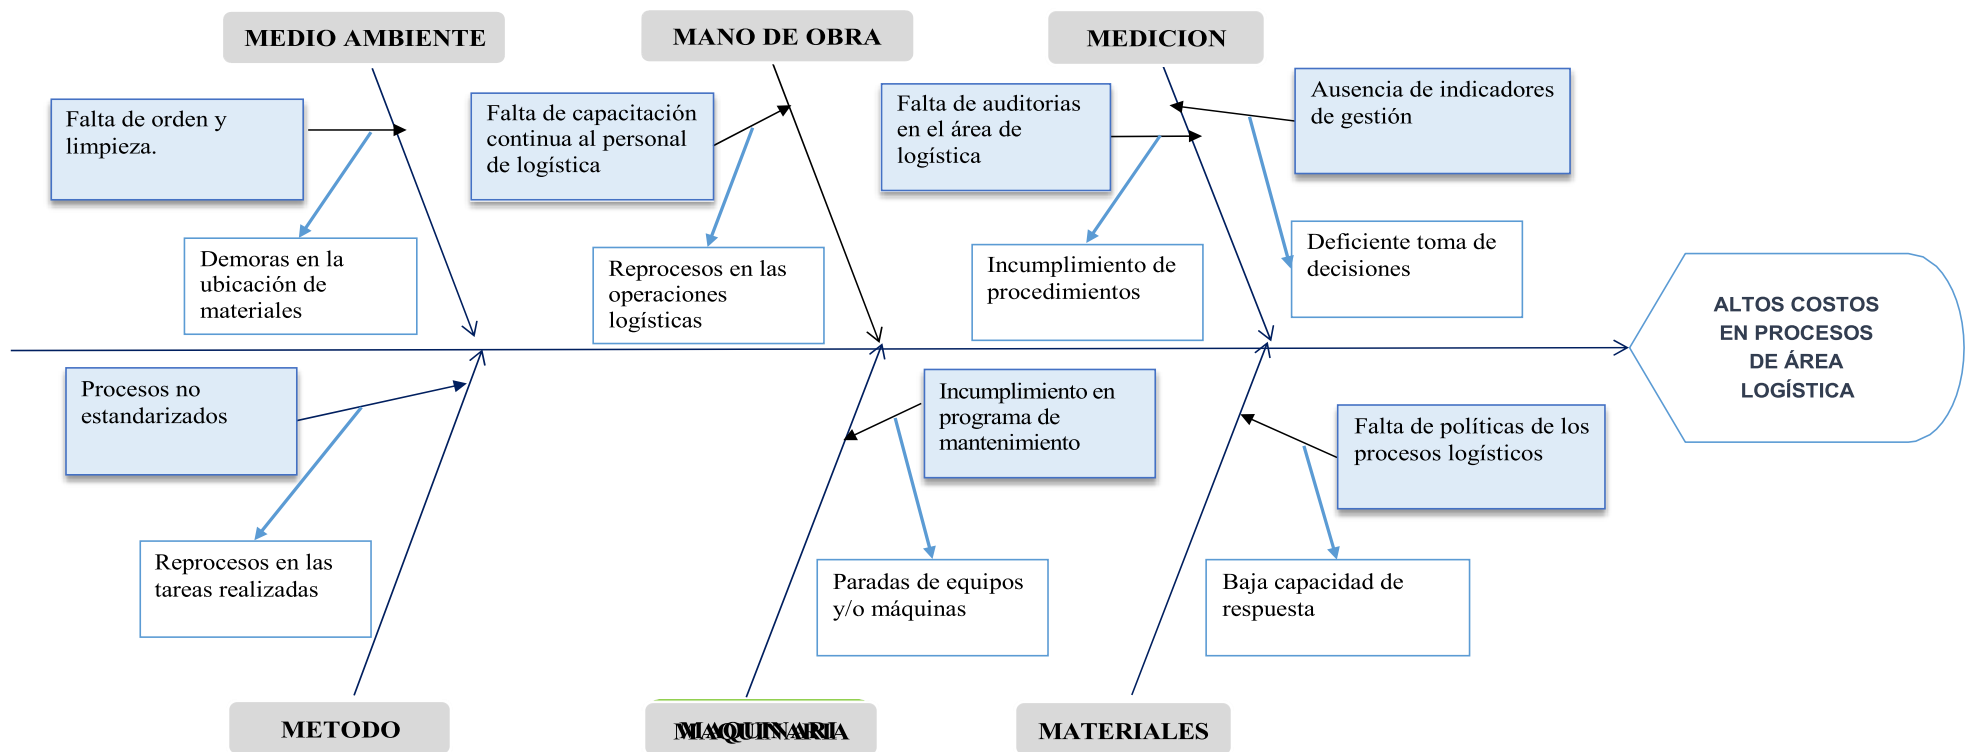 MEDIO AMBIENTE
MANO DE OBRA
MEDICION
Falta de orden y
limpieza.
Falta de capacitación
continua al personal
de logística
Falta de auditorias
en el área de
logística
Ausencia de indicadores
de gestión
Demoras en la
ubicación de
materiales
Reprocesos en las
operaciones
logísticas
Incumplimiento de
procedimientos
Deficiente toma de
decisiones
ALTOS COSTOS
EN PROCESOS
DE ÁREA
LOGÍSTICA
Procesos no
estandarizados
Incumplimiento en
programa de
mantenimiento
Falta de políticas de los
procesos logísticos
Reprocesos en las
tareas realizadas
Paradas de equipos
y/o máquinas
Baja capacidad de
respuesta
METODO
MAQUINARIA
MATERIALES